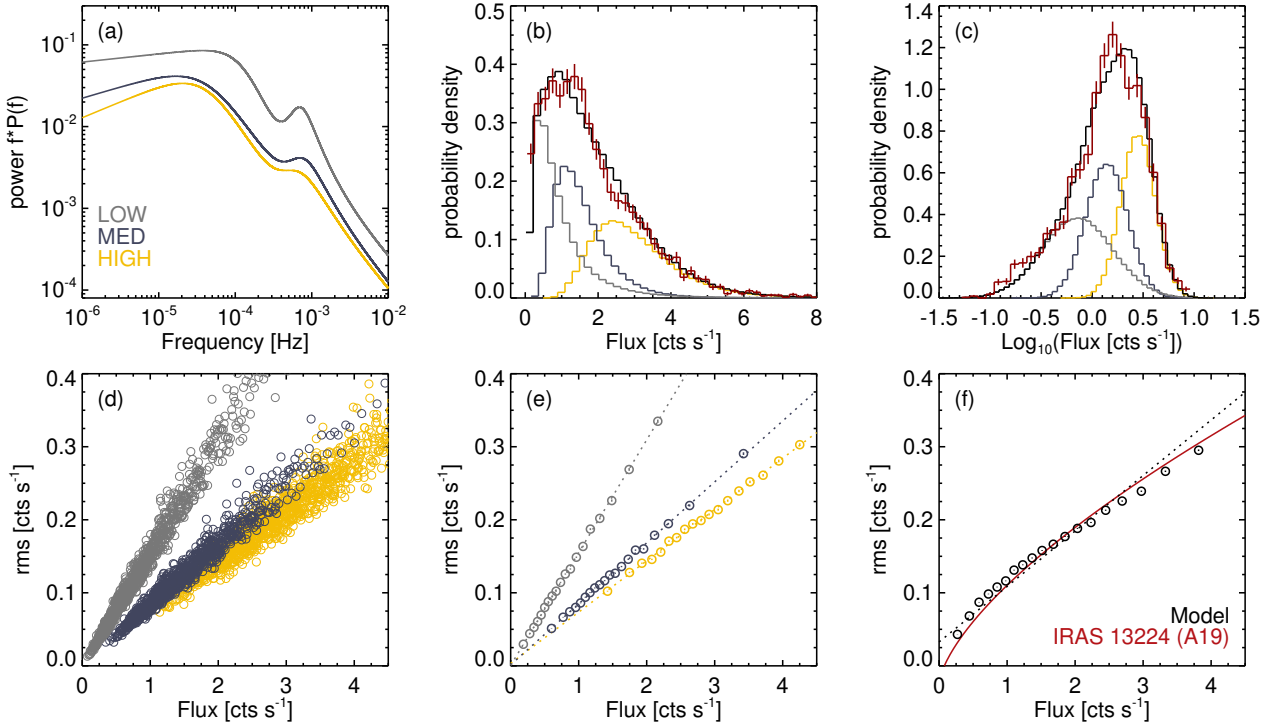 (a)
power f*P(f)
10⁻¹
10⁻²
10⁻³
10⁻⁴
LOW
MED
HIGH
10⁻⁶ 10⁻⁵ 10⁻⁴ 10⁻³ 10⁻²
Frequency [Hz]
(b)
probability density
0.5
0.4
0.3
0.2
0.1
0.0
0 2 4 6 8
Flux [cts s⁻¹]
(c)
probability density
1.4
1.2
1.0
0.8
0.6
0.4
0.2
0.0
-1.5 -1.0 -0.5 0.0 0.5 1.0 1.5
Log₁₀(Flux [cts s⁻¹])
(d)
rms [cts s⁻¹]
0.4
0.3
0.2
0.1
0.0
0 1 2 3 4
Flux [cts s⁻¹]
(e)
rms [cts s⁻¹]
0.4
0.3
0.2
0.1
0.0
0 1 2 3 4
Flux [cts s⁻¹]
(f)
rms [cts s⁻¹]
0.4
0.3
0.2
0.1
0.0
Model
IRAS 13224 (A19)
0 1 2 3 4
Flux [cts s⁻¹]